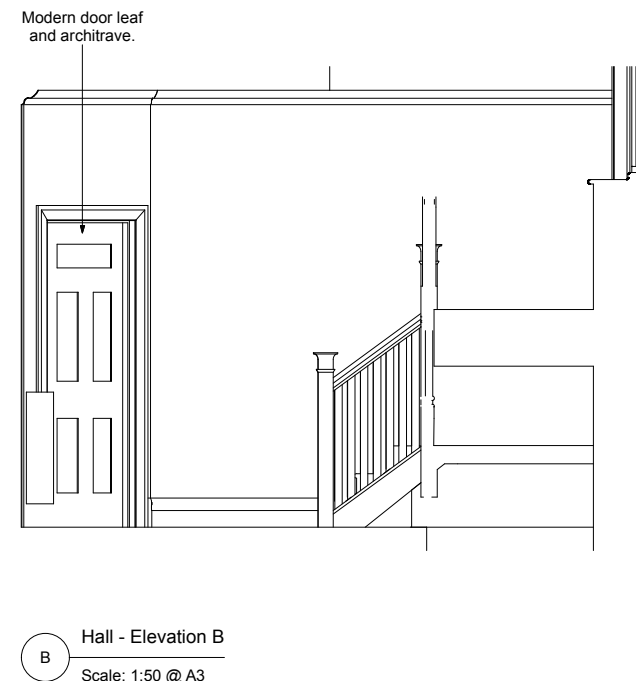 Modern door leaf
and architrave.
Hall - Elevation B
B
Scale: 1:50 @ A3